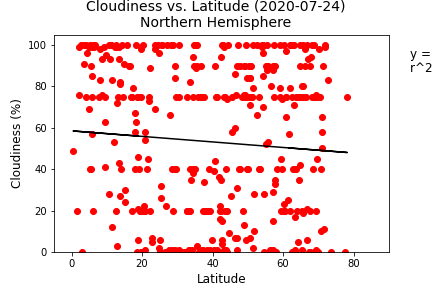 Cloudiness vs. Latitude (2020-07-24)
Northern Hemisphere
y =
r^2
Cloudiness (%)
100
80
60
40
20
0
0 20 40 60 80
Latitude